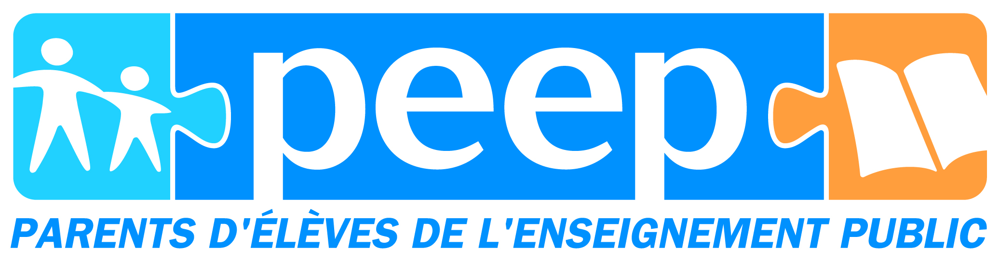 peep
PARENTS D'ÉLÈVES DE L'ENSEIGNEMENT PUBLIC